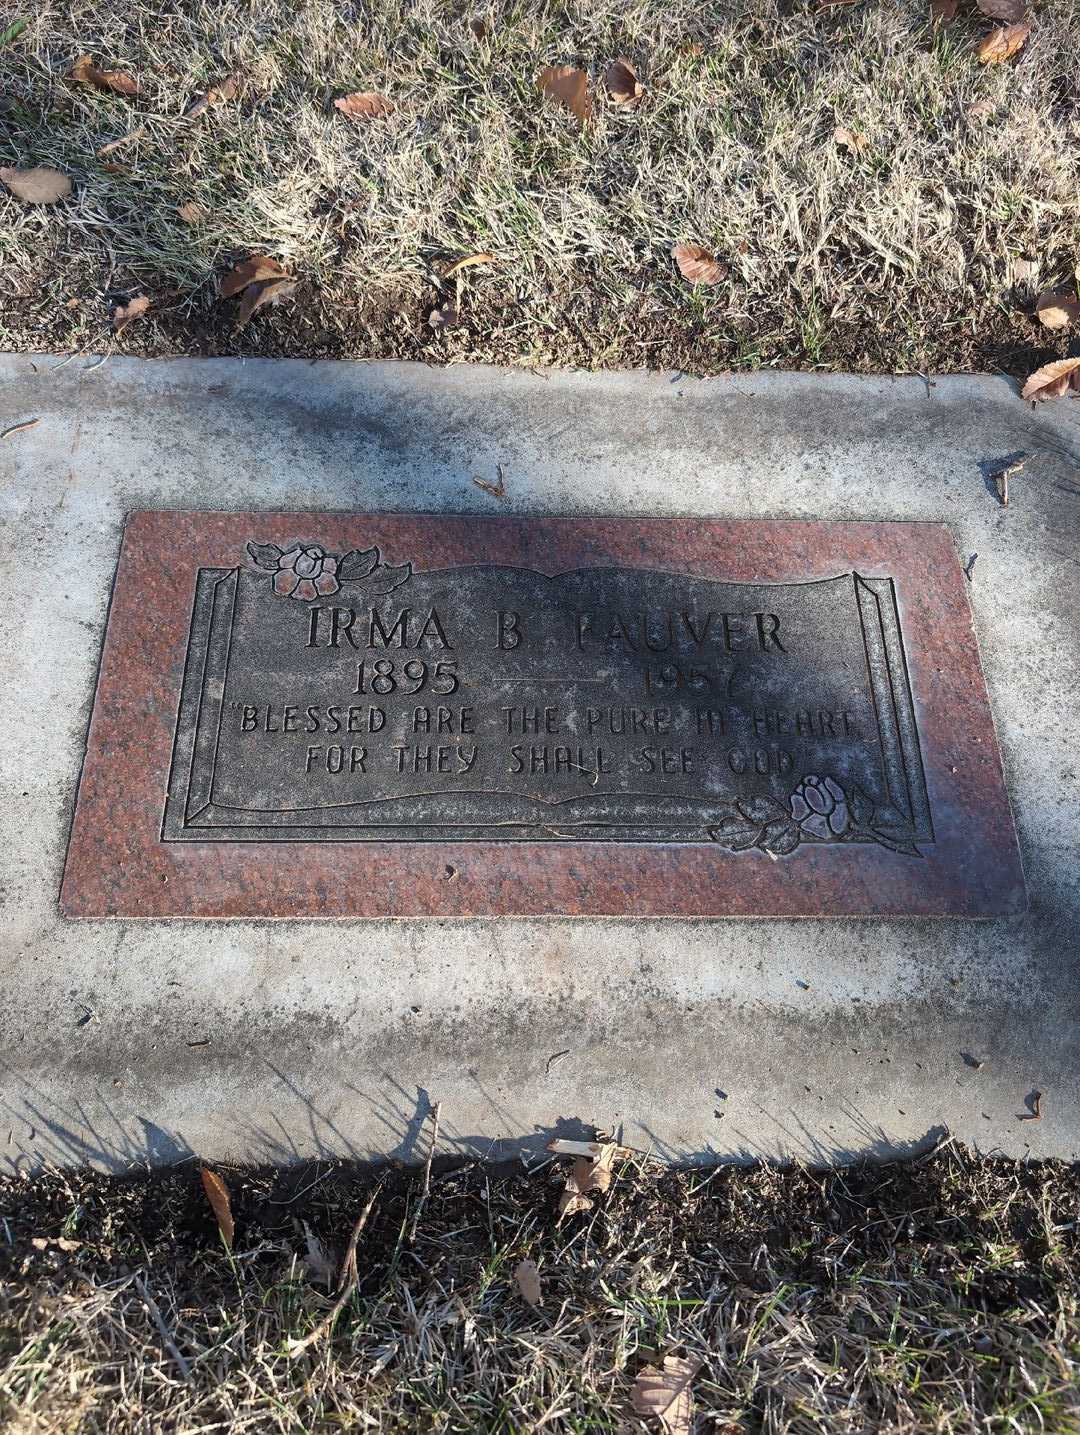 IRMA B FAUVER
1895 — 1957
"BLESSED ARE THE PURE IN HEART
FOR THEY SHALL SEE GOD"